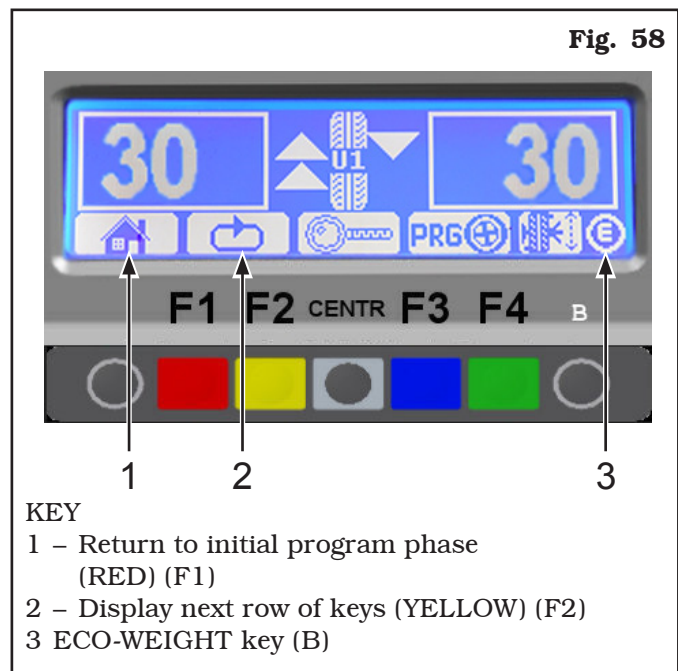 Fig. 58
30 U1 30
PRG E
F1 F2 CENTR F3 F4 B
1 2 3
KEY
1 – Return to initial program phase
(RED) (F1)
2 – Display next row of keys (YELLOW) (F2)
3 ECO-WEIGHT key (B)